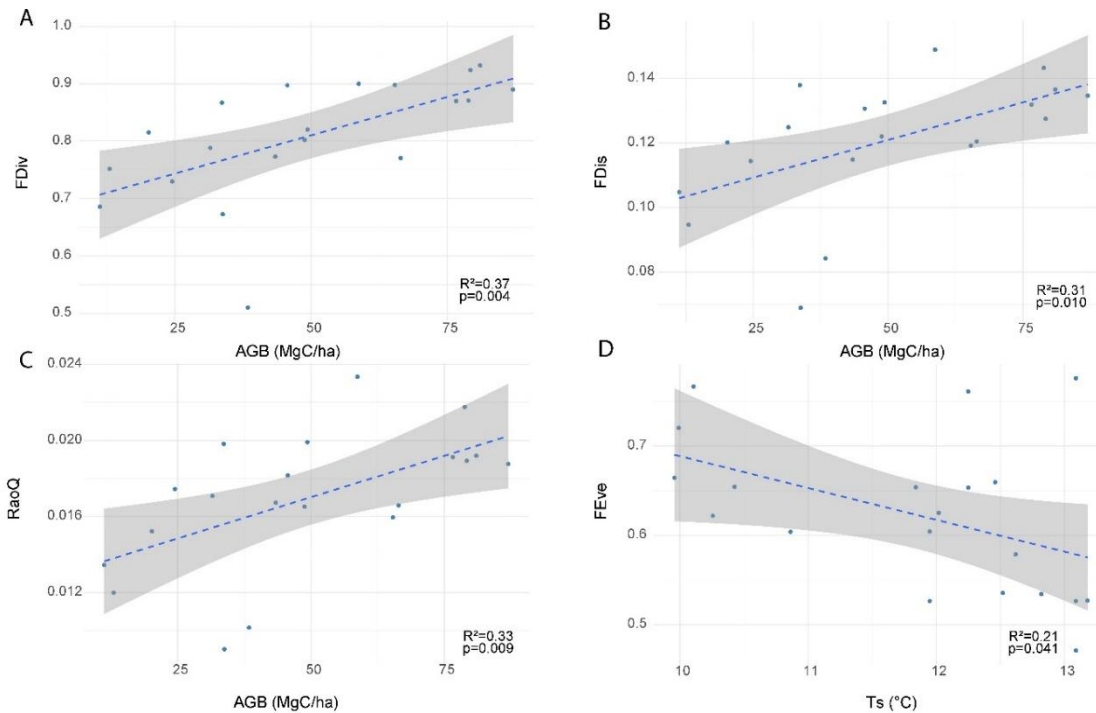 A
1.0
0.9
0.8
0.7
0.6
0.5
FDiv
25
50
75
AGB (MgC/ha)
R²=0.37
p=0.004
B
0.14
0.12
0.10
0.08
FDis
25
50
75
AGB (MgC/ha)
R²=0.31
p=0.010
C
0.024
0.020
0.016
0.012
RaoQ
25
50
75
AGB (MgC/ha)
R²=0.33
p=0.009
D
0.7
0.6
0.5
FEve
10
11
12
13
Ts (°C)
R²=0.21
p=0.041